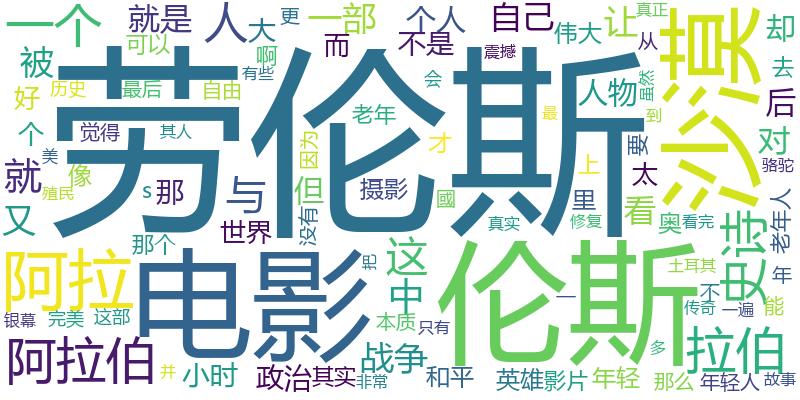 一个
就是
人
大
更
一部
个人
自己
伟大
让
真正
却
可以
啊
而
不是
从
沙漠
被
有些
震撼
去
好
历史
最后
自由
劳伦斯
会
人物
虽然
后
个
觉得
其人
老年
才
要
到
对
美
像
因为
最
就
殖民
s
那
与
但
摄影
國
上
里
太
骆驼
又
那个
世界
没有
真实
修复
看
奥
看完
老年人
阿拉
电影
把
这
中
伦斯
土耳其
不
史诗
年
银幕
完美
这部
本质
只有
一
传奇
一遍
能
阿拉伯
并
小时
政治
其实
战争
非常
和平
英雄
影片
年轻
多
那么
拉伯
年轻人
故事